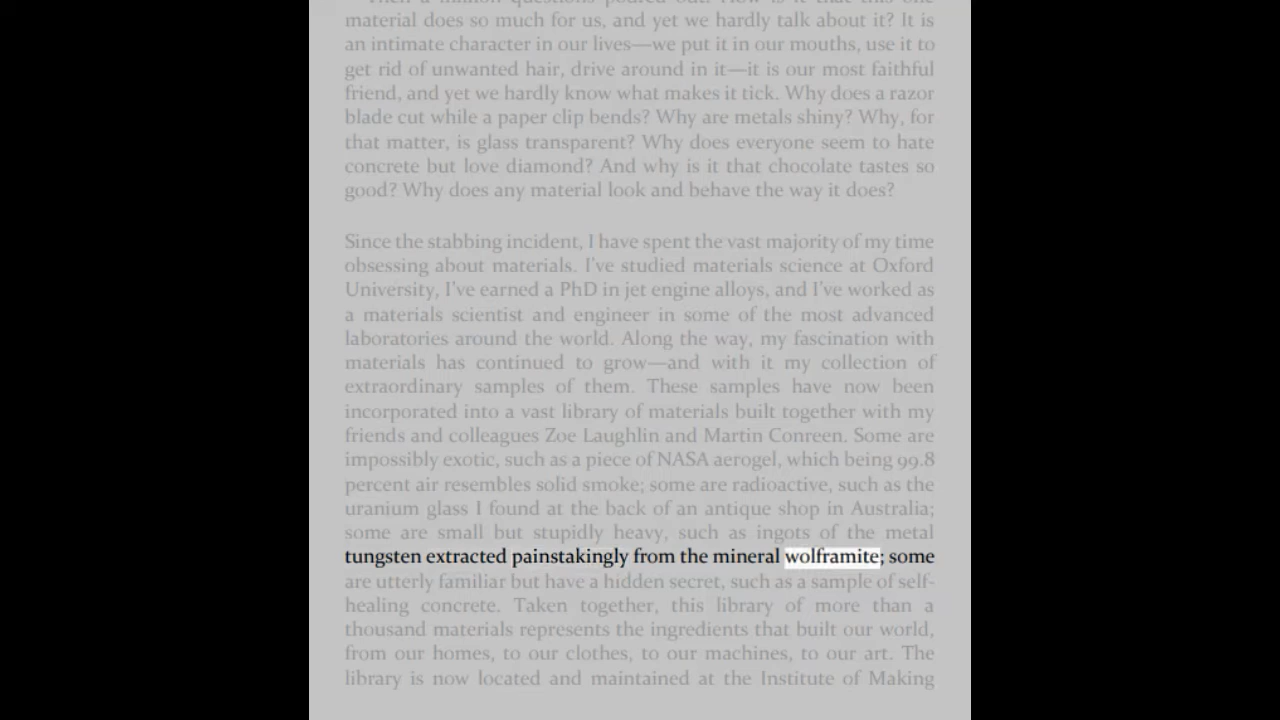 material does so much for us, and yet we hardly talk about it? It is
an intimate character in our lives—we put it in our mouths, use it to
get rid of unwanted hair, drive around in it—it is our most faithful
friend, and yet we hardly know what makes it tick. Why does a razor
blade cut while a paper clip bends? Why are metals shiny? Why, for
that matter, is glass transparent? Why does everyone seem to hate
concrete but love diamond? And why is it that chocolate tastes so
good? Why does any material look and behave the way it does?
Since the stabbing incident, I have spent the vast majority of my time
obsessing about materials. I've studied materials science at Oxford
University, I've earned a PhD in jet engine alloys, and I've worked as
a materials scientist and engineer in some of the most advanced
laboratories around the world. Along the way, my fascination with
materials has continued to grow—and with it my collection of
extraordinary samples of them. These samples have now been
incorporated into a vast library of materials built together with my
friends and colleagues Zoe Laughlin and Martin Conreen. Some are
impossibly exotic, such as a piece of NASA aerogel, which being 99.8
percent air resembles solid smoke; some are radioactive, such as the
uranium glass I found at the back of an antique shop in Australia;
some are small but stupidly heavy, such as ingots of the metal
tungsten extracted painstakingly from the mineral wolframite; some
are utterly familiar but have a hidden secret, such as a sample of self-
healing concrete. Taken together, this library of more than a
thousand materials represents the ingredients that built our world,
from our homes, to our clothes, to our machines, to our art. The
library is now located and maintained at the Institute of Making